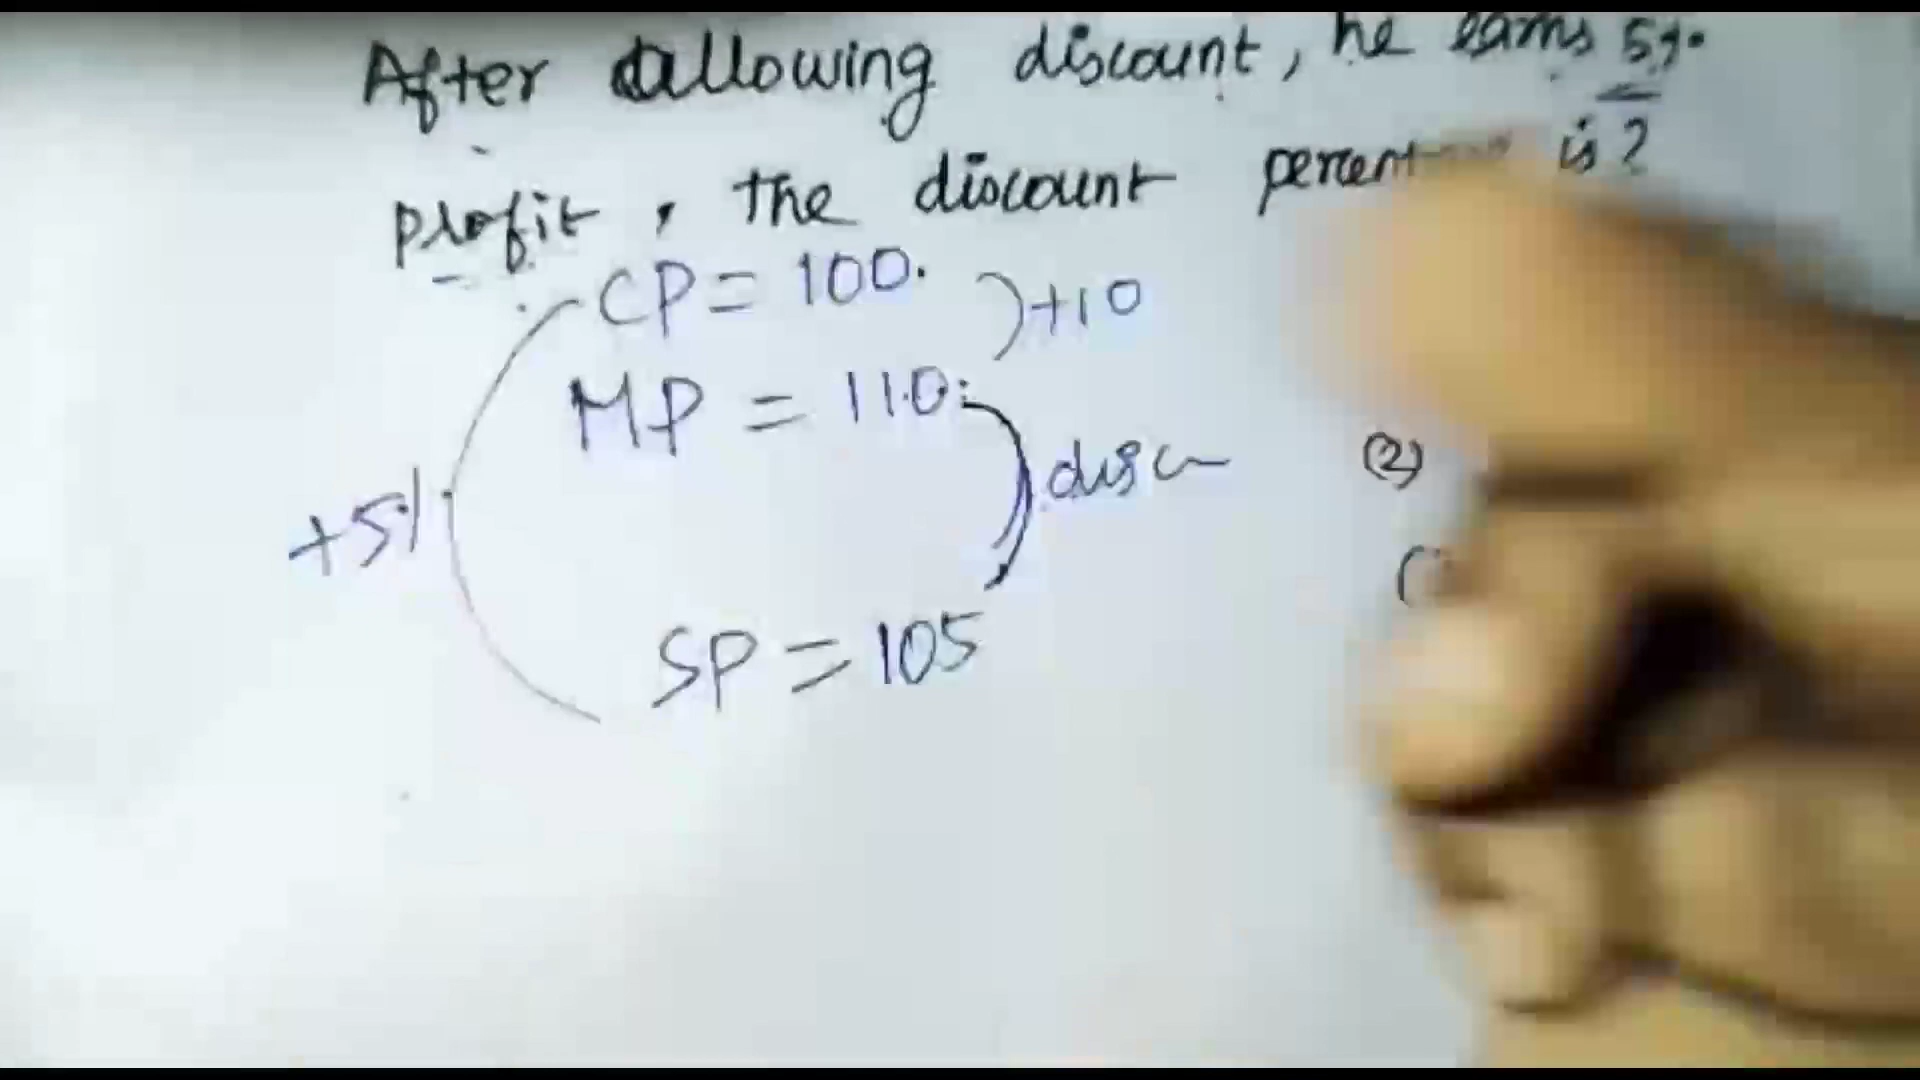 After allowing discount, he earns 5%.
profit, The discount is?
CP = 100. )+10
MP = 110.
disc
(2)
+5%
SP = 105